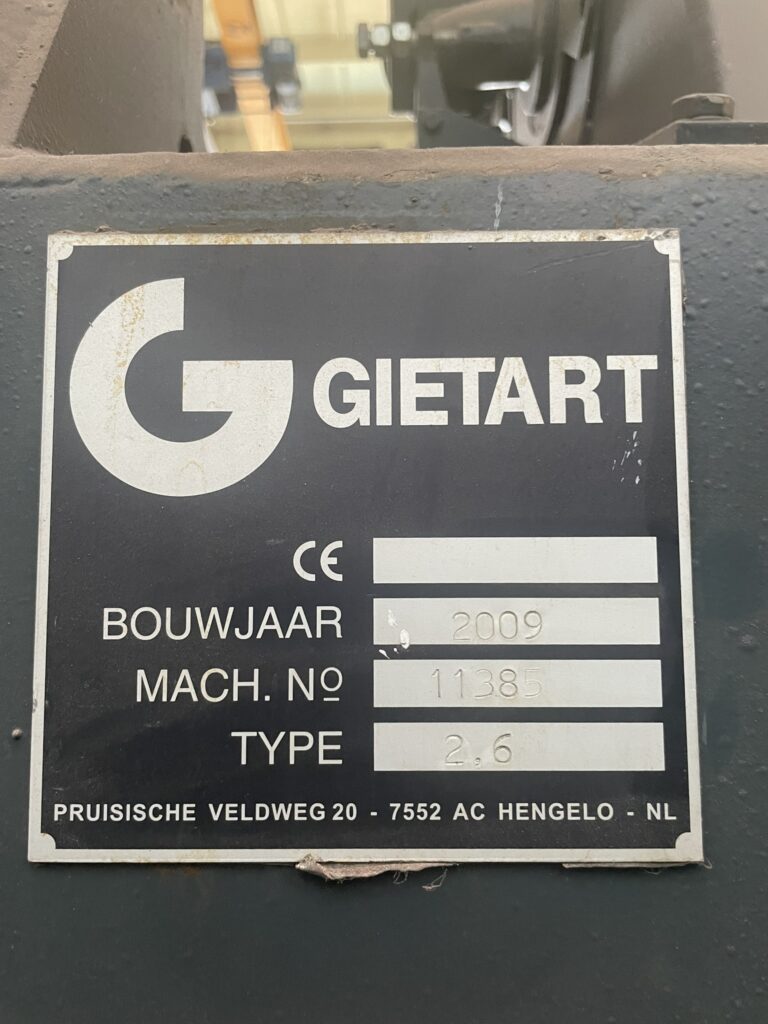 G GIETART
CE
BOUWJAAR 2009
MACH. Nº 11385
TYPE 2,6
PRUISISCHE VELDWEG 20 - 7552 AC HENGELO - NL